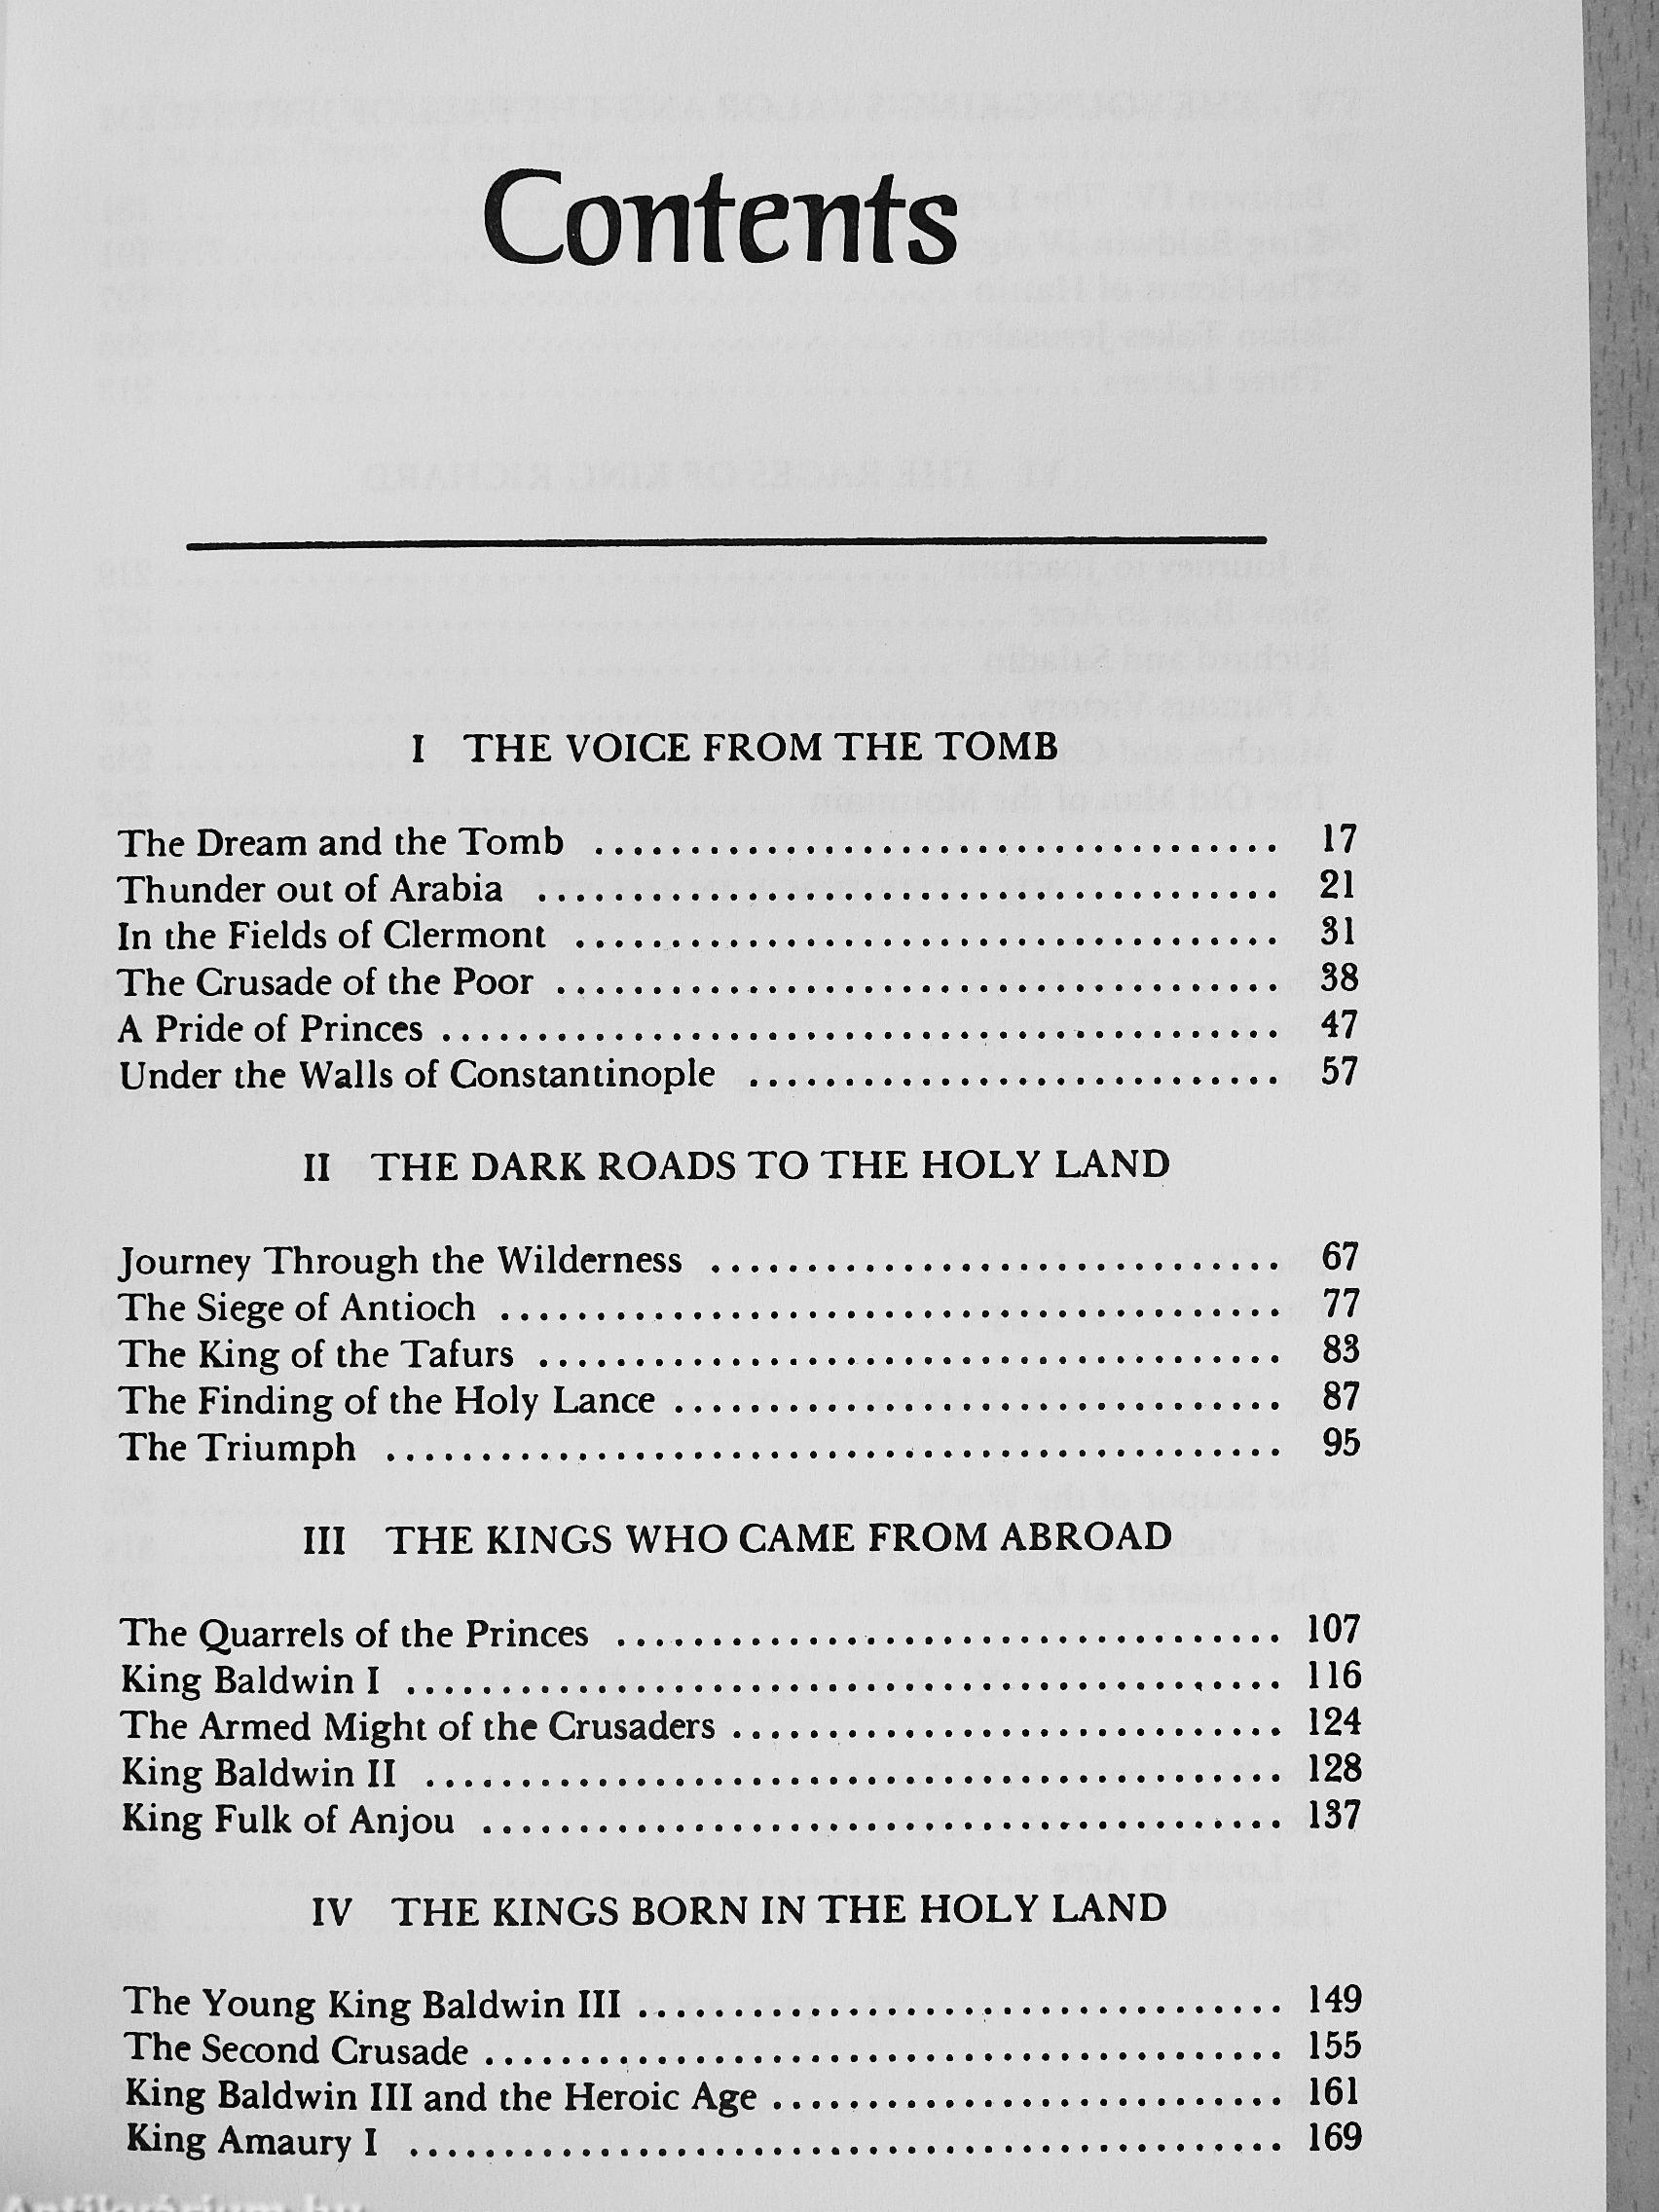 Contents
I THE VOICE FROM THE TOMB
The Dream and the Tomb .................................... 17
Thunder out of Arabia ....................................... 21
In the Fields of Clermont ..................................... 31
The Crusade of the Poor ...................................... 38
A Pride of Princes ............................................ 47
Under the Walls of Constantinople ............................ 57
II THE DARK ROADS TO THE HOLY LAND
Journey Through the Wilderness .............................. 67
The Siege of Antioch ......................................... 77
The King of the Tafurs ....................................... 83
The Finding of the Holy Lance ................................ 87
The Triumph ............................................... 95
III THE KINGS WHO CAME FROM ABROAD
The Quarrels of the Princes ................................... 107
King Baldwin I .............................................. 116
The Armed Might of the Crusaders ............................. 124
King Baldwin II ............................................. 128
King Fulk of Anjou .......................................... 137
IV THE KINGS BORN IN THE HOLY LAND
The Young King Baldwin III .................................. 149
The Second Crusade .......................................... 155
King Baldwin III and the Heroic Age ........................... 161
King Amaury I .............................................. 169